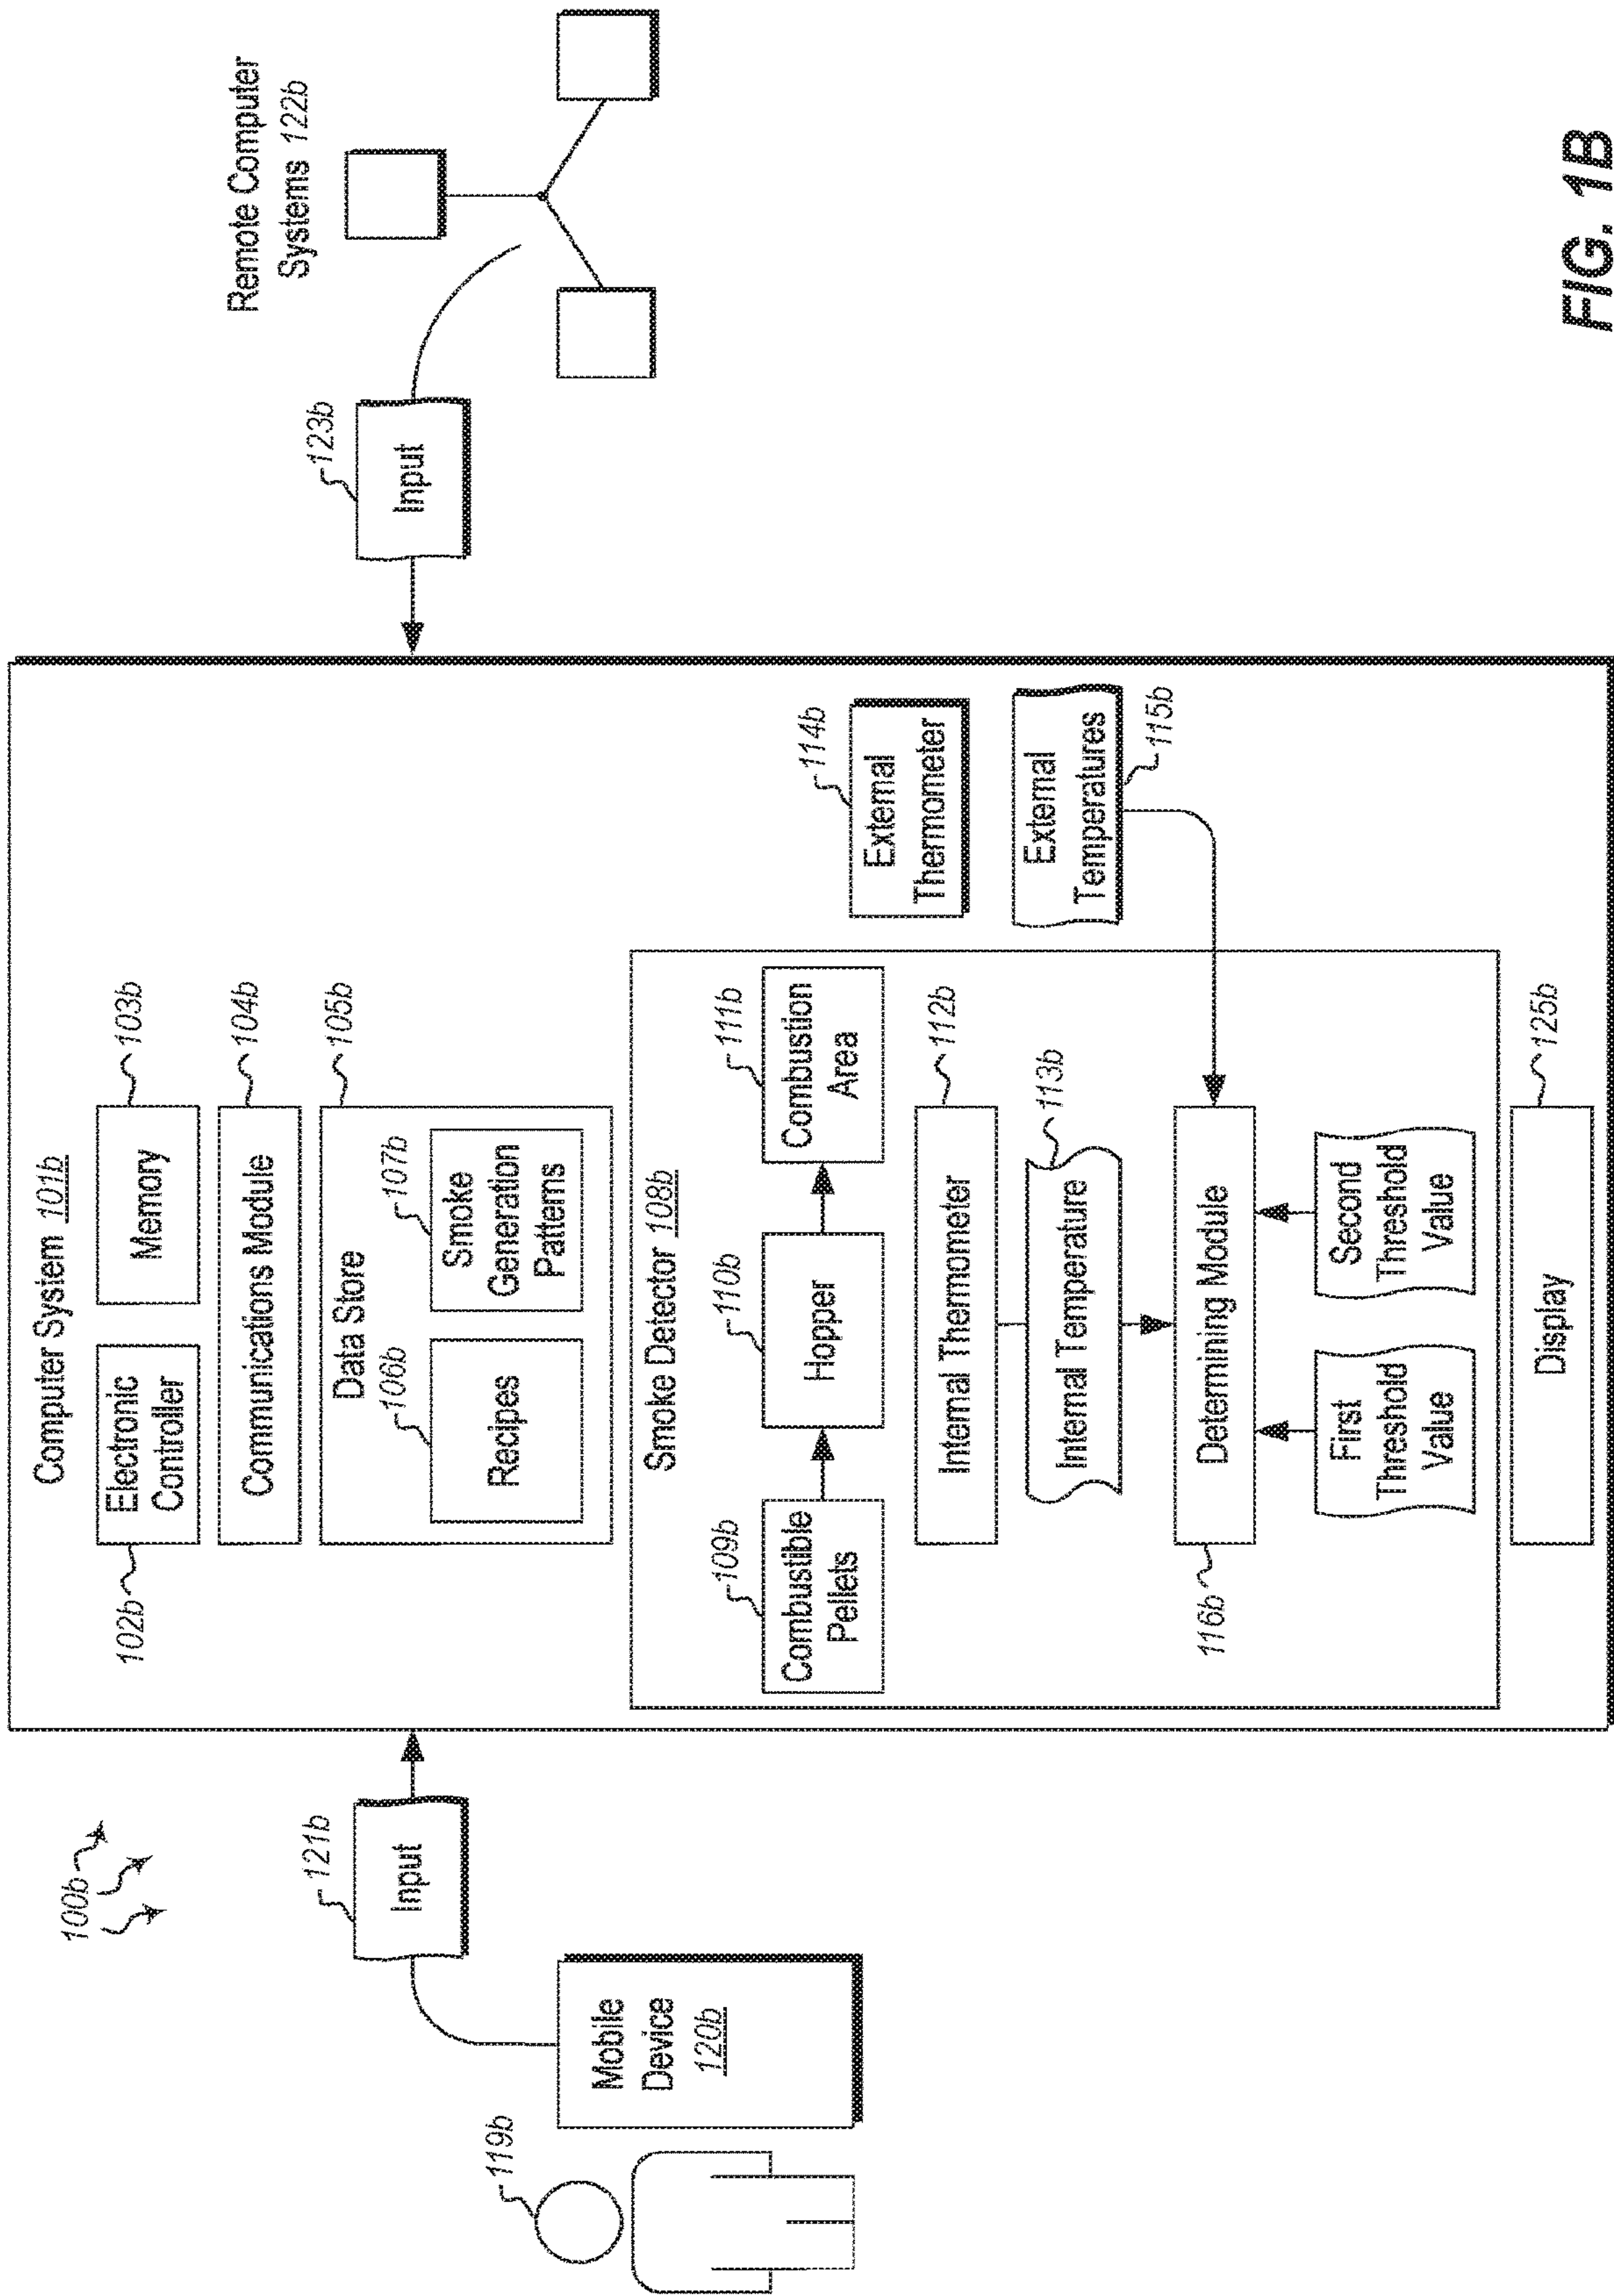 100b
Computer System 101b
Remote Computer
Systems 122b
102b
Electronic
Controller
Memory
103b
Communications Module
104b
Data Store
105b
106b
Recipes
107b
Smoke
Generation
Patterns
121b
Input
123b
Input
119b
Mobile
Device
120b
Smoke Detector 108b
109b
Combustible
Pellets
110b
Hopper
111b
Combustion
Area
114b
External
Thermometer
Internal Thermometer
112b
Internal Temperature
113b
External
Temperatures
115b
116b
Determining Module
First
Threshold
Value
Second
Threshold
Value
Display
125b
FIG. 1B